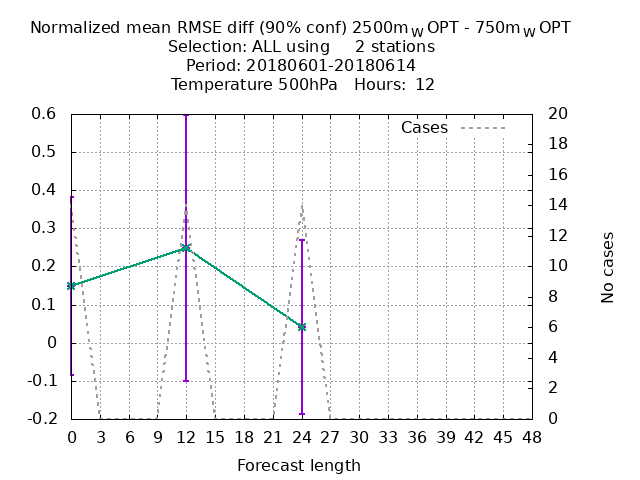 Normalized mean RMSE diff (90% conf) 2500m_W OPT - 750m_W OPT
Selection: ALL using 2 stations
Period: 20180601-20180614
Temperature 500hPa Hours: 12
Cases
0.6
0.5
0.4
0.3
0.2
0.1
0
-0.1
-0.2
20
18
16
14
12
10
8
6
4
2
0
No cases
0 3 6 9 12 15 18 21 24 27 30 33 36 39 42 45 48
Forecast length